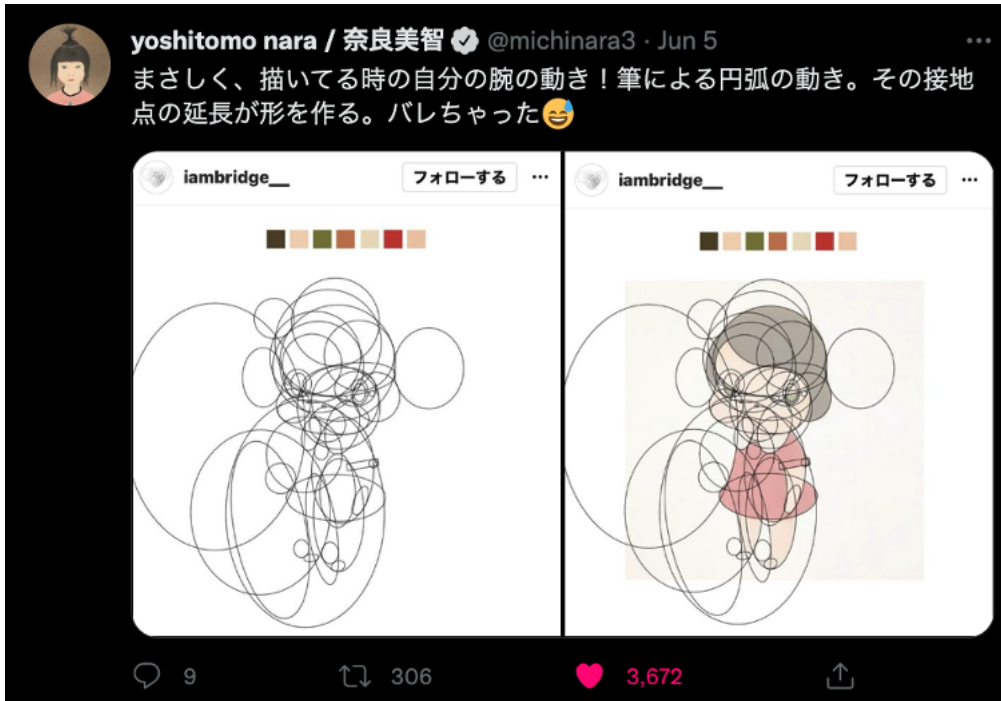 yoshitomo nara / 奈良美智 @michinara3 · Jun 5
まさしく、描いてる時の自分の腕の動き！筆による円弧の動き。その接地
点の延長が形を作る。バレちゃった😅
iambridge__ フォローする ···
iambridge__ フォローする ···
9 306 3,672